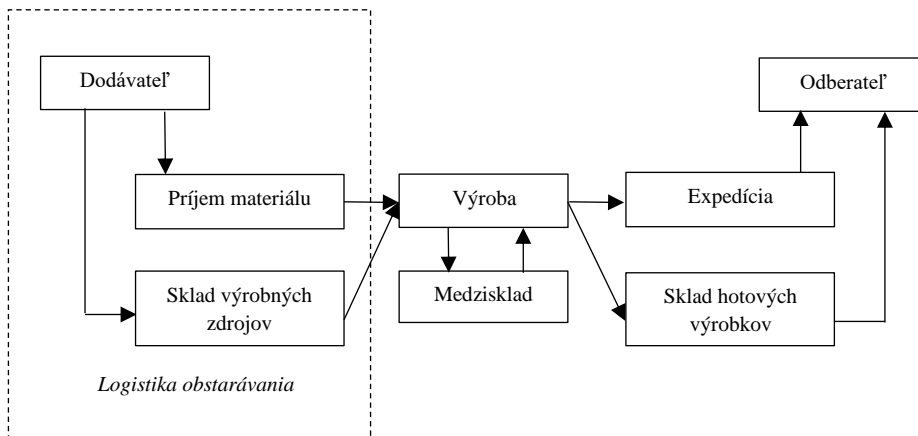 Dodávateľ
Odberateľ
Príjem materiálu
Výroba
Expedícia
Sklad výrobných
zdrojov
Medzisklad
Sklad hotových
výrobkov
Logistika obstarávania